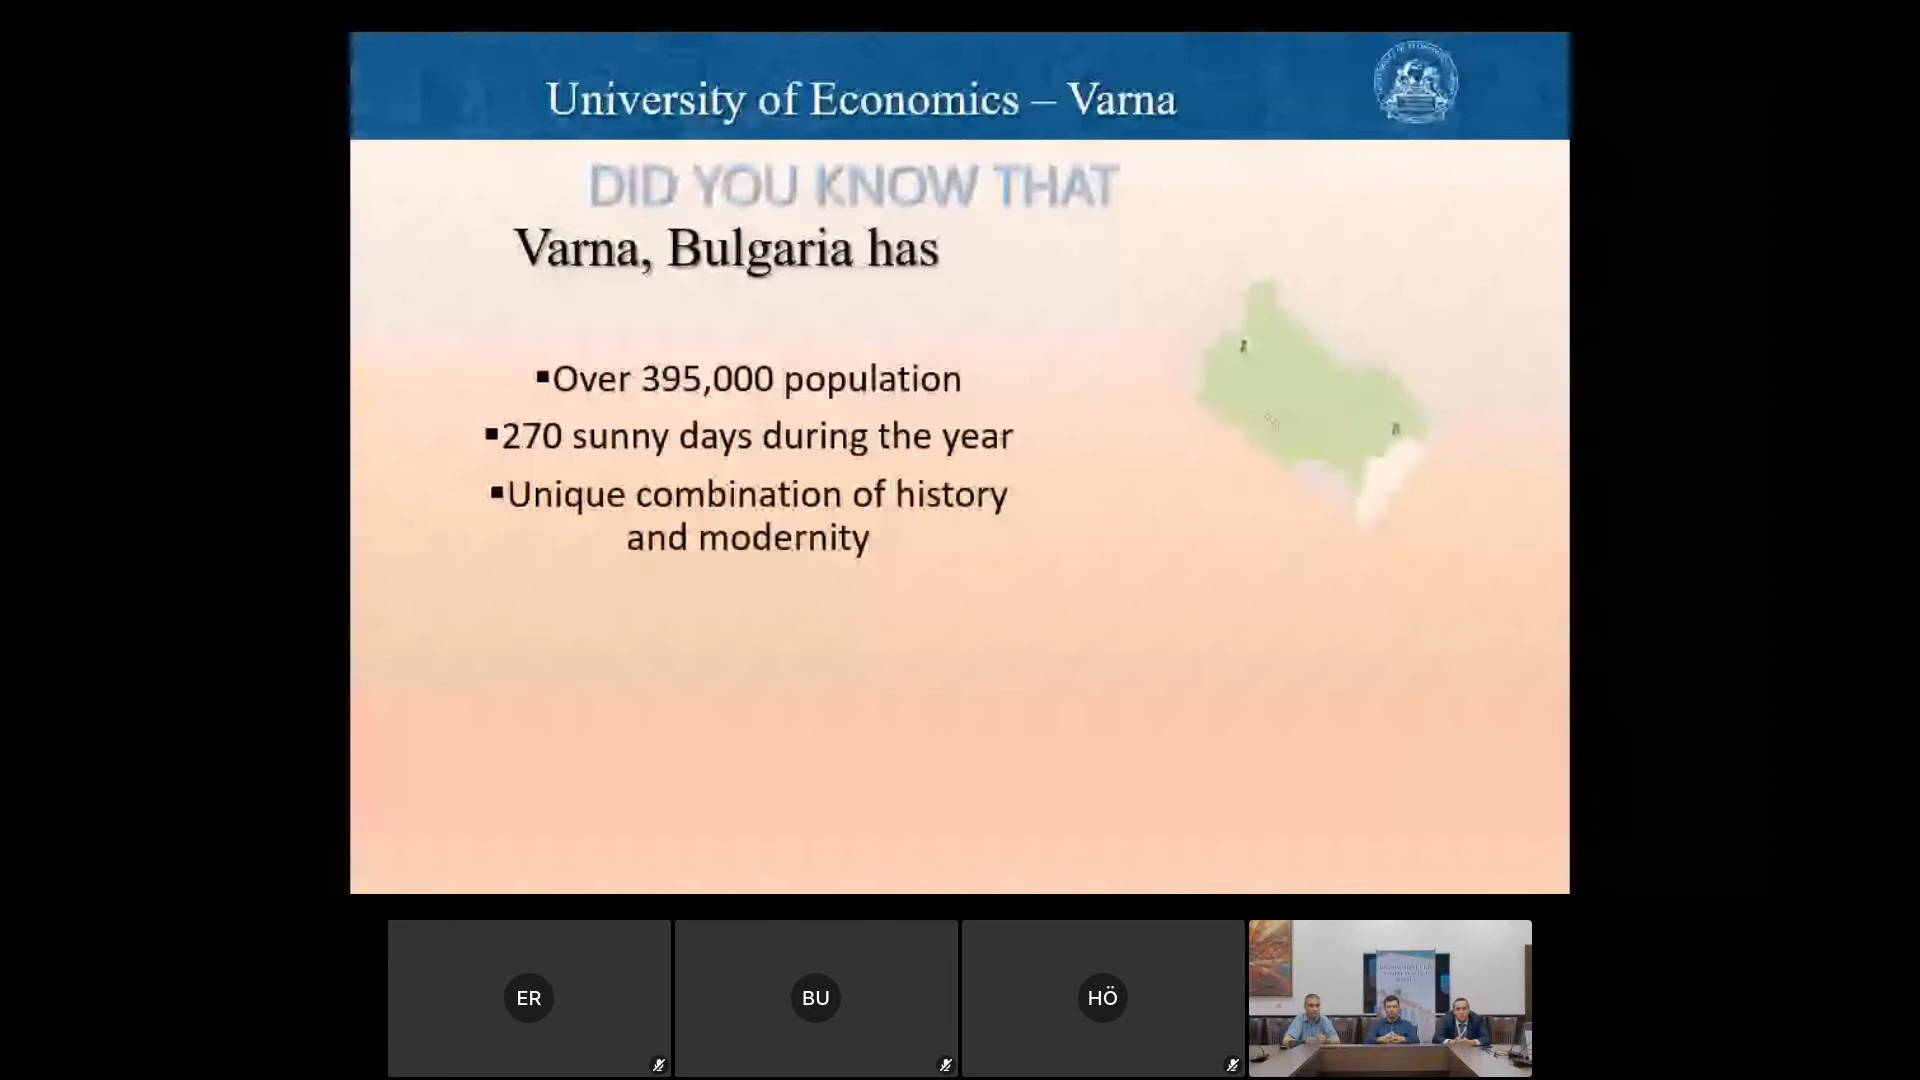 University of Economics – Varna
DID YOU KNOW THAT
Varna, Bulgaria has
▪Over 395,000 population
▪270 sunny days during the year
▪Unique combination of history
and modernity
ER
BU
HÖ